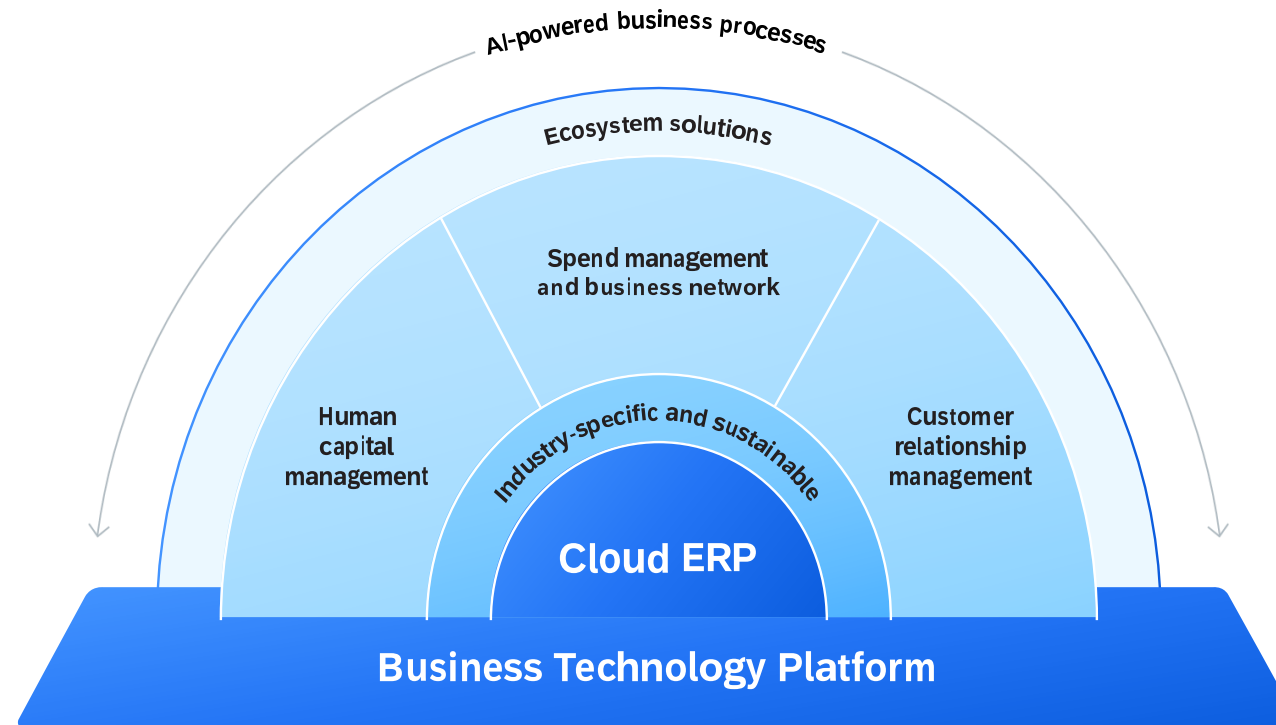 AI-powered business processes
Ecosystem solutions
Spend management
and business network
Human
capital
management
Customer
relationship
management
Industry-specific and sustainable
Cloud ERP
Business Technology Platform